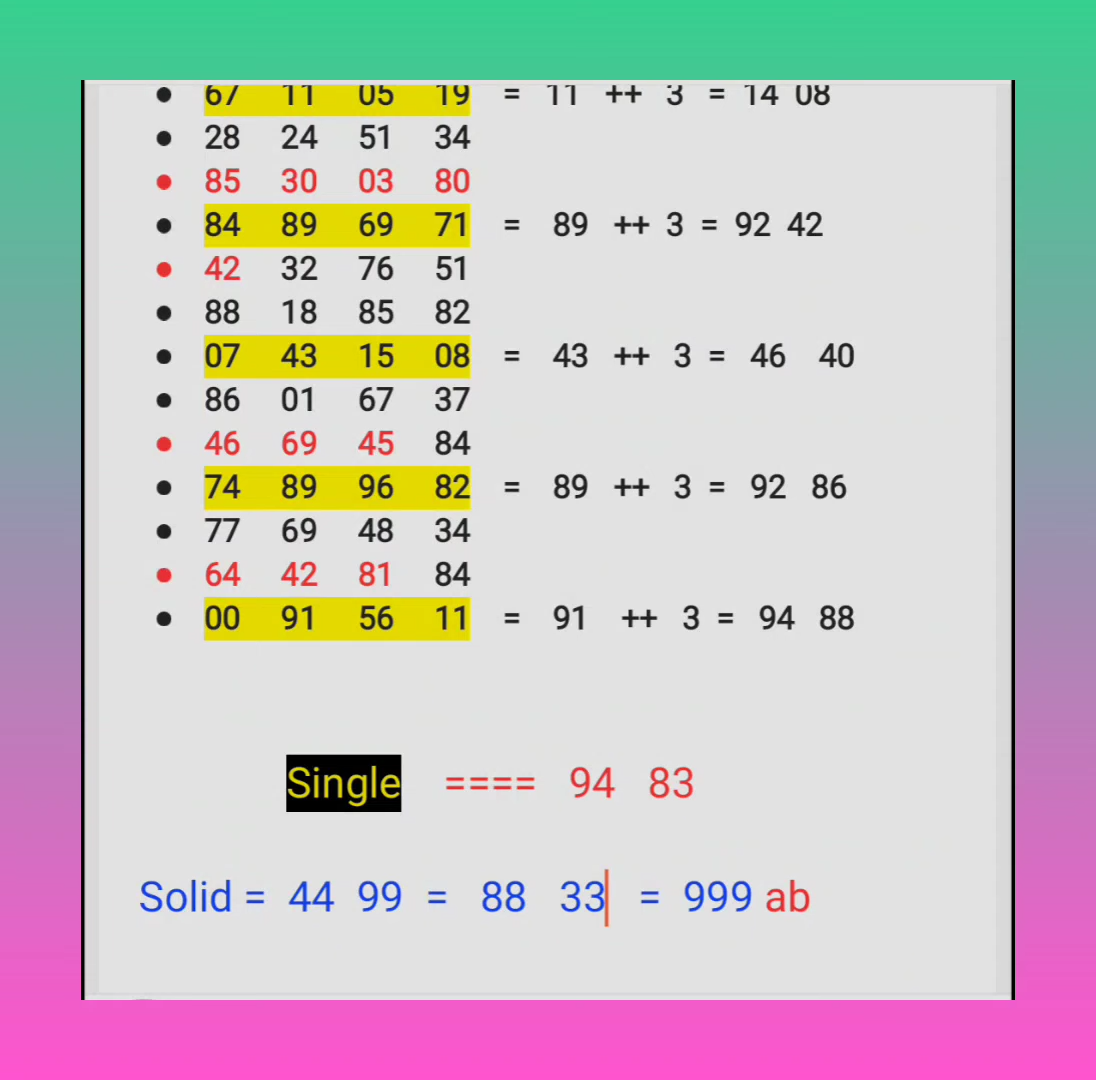 67 11 05 19 = 11 ++ 3 = 14 08
28 24 51 34
85 30 03 80
84 89 69 71 = 89 ++ 3 = 92 42
42 32 76 51
88 18 85 82
07 43 15 08 = 43 ++ 3 = 46 40
86 01 67 37
46 69 45 84
74 89 96 82 = 89 ++ 3 = 92 86
77 69 48 34
64 42 81 84
00 91 56 11 = 91 ++ 3 = 94 88
Single ==== 94 83
Solid = 44 99 = 88 33 = 999 ab